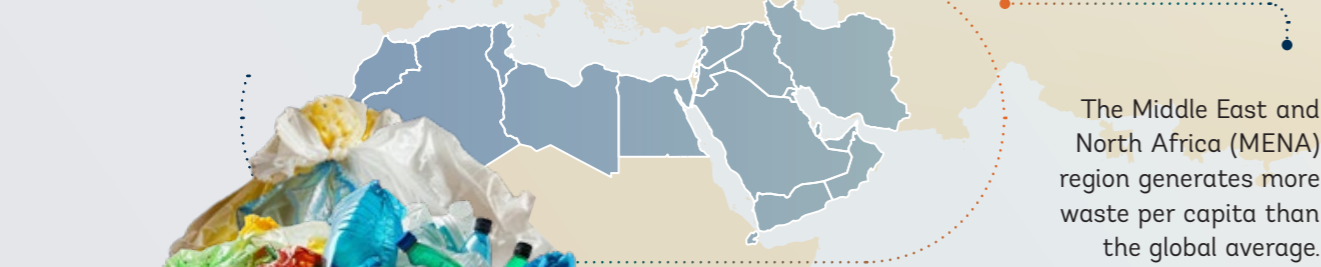 The Middle East and
North Africa (MENA)
region generates more
waste per capita than
the global average.